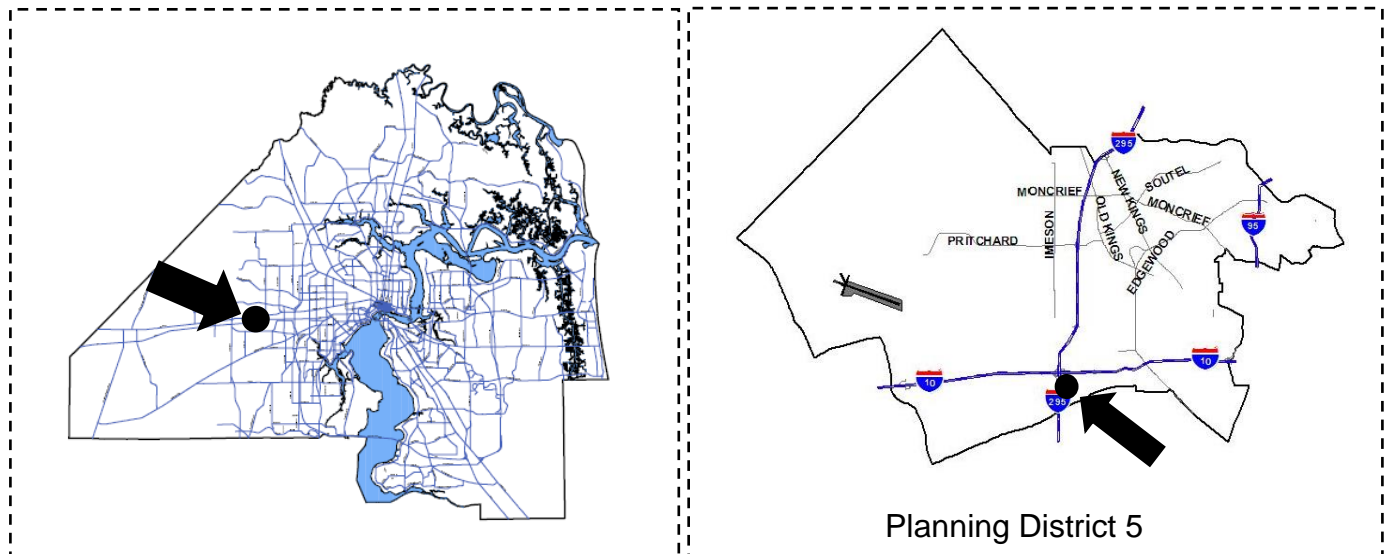 295
NEW KINGS
SOUTEL
MONCRIEF
OLD KINGS
MONCRIEF
95
IMESON
PRITCHARD
EDGEWOOD
10
10
295
Planning District 5